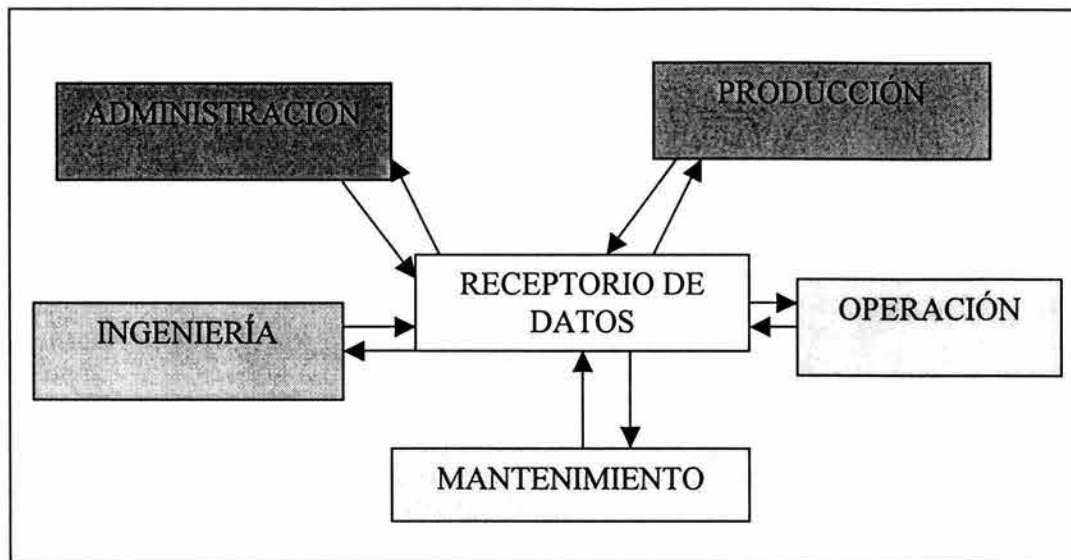 ADMINISTRACION
PRODUCCIÓN
RECEPTORIO DE
DATOS
INGENIERÍA
OPERACIÓN
MANTENIMIENTO